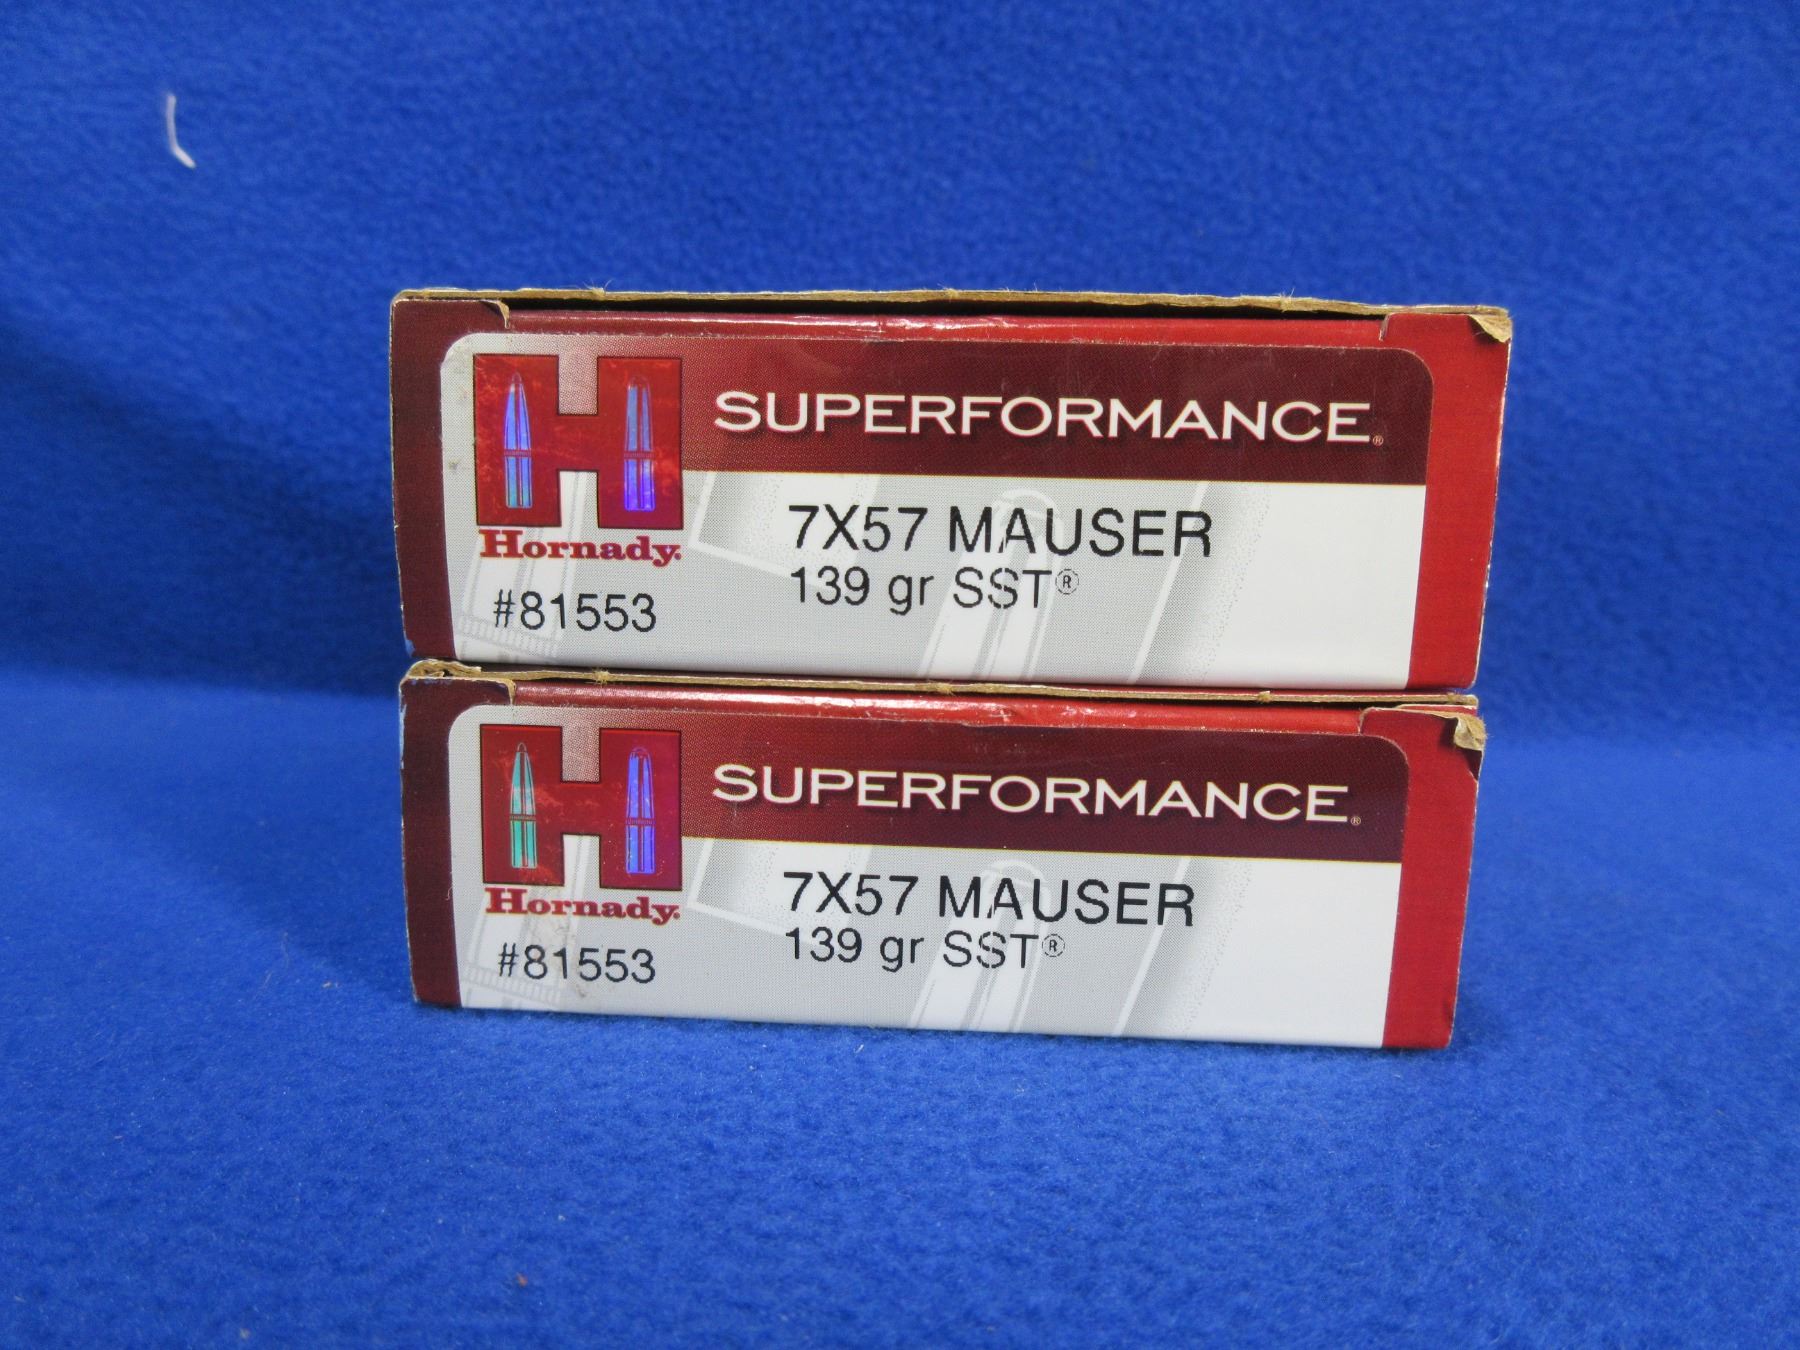 SUPERFORMANCE®
Hornady®
7X57 MAUSER
139 gr SST®
#81553
SUPERFORMANCE®
Hornady®
7X57 MAUSER
139 gr SST®
#81553